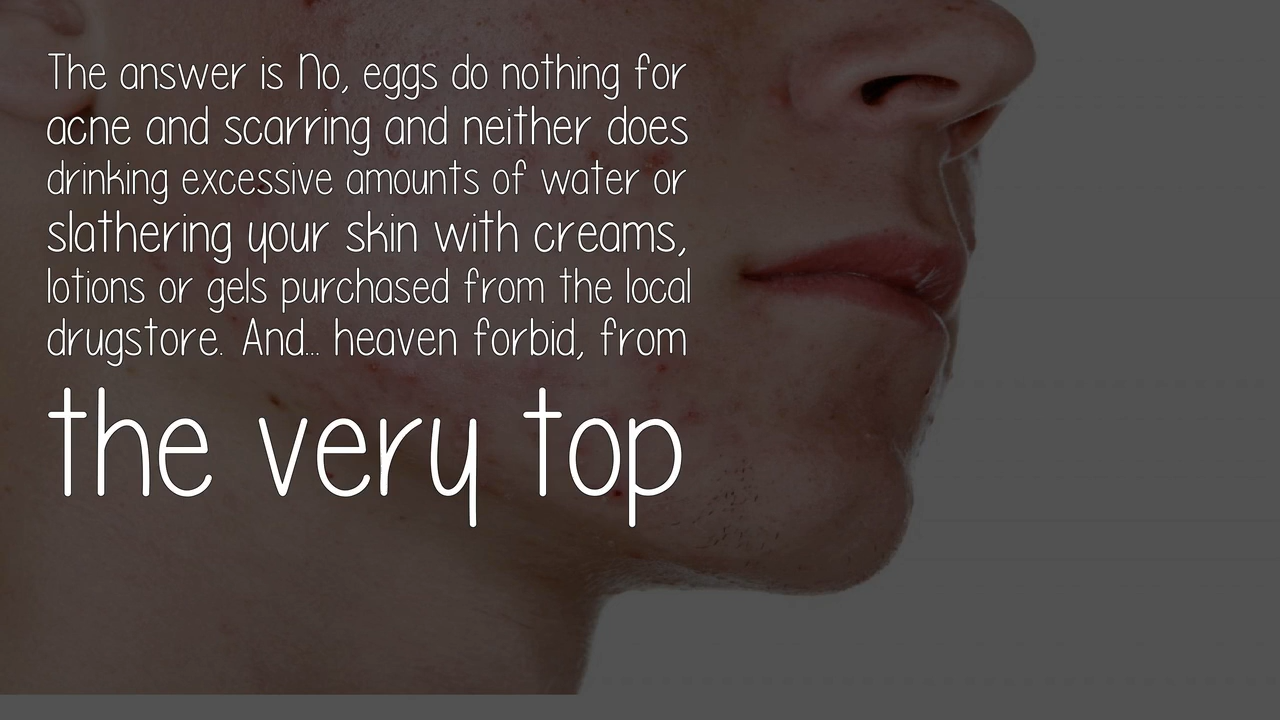 The answer is No, eggs do nothing for
acne and scarring and neither does
drinking excessive amounts of water or
slathering your skin with creams,
lotions or gels purchased from the local
drugstore. And... heaven forbid, from
the very top